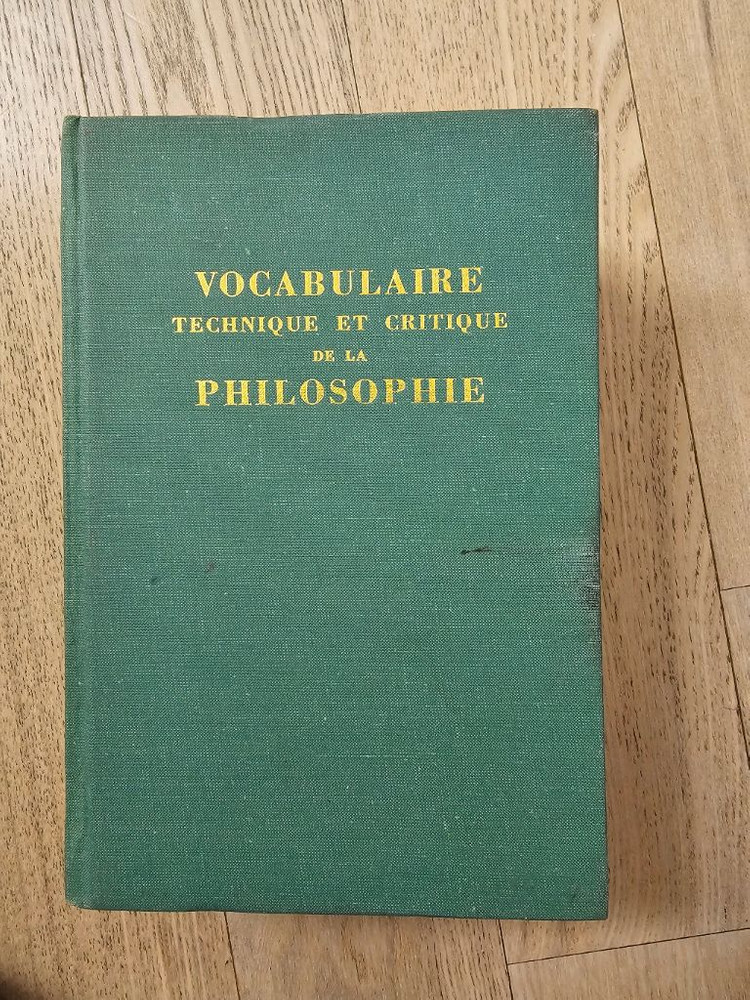 VOCABULAIRE
TECHNIQUE ET CRITIQUE
DE LA
PHILOSOPHIE